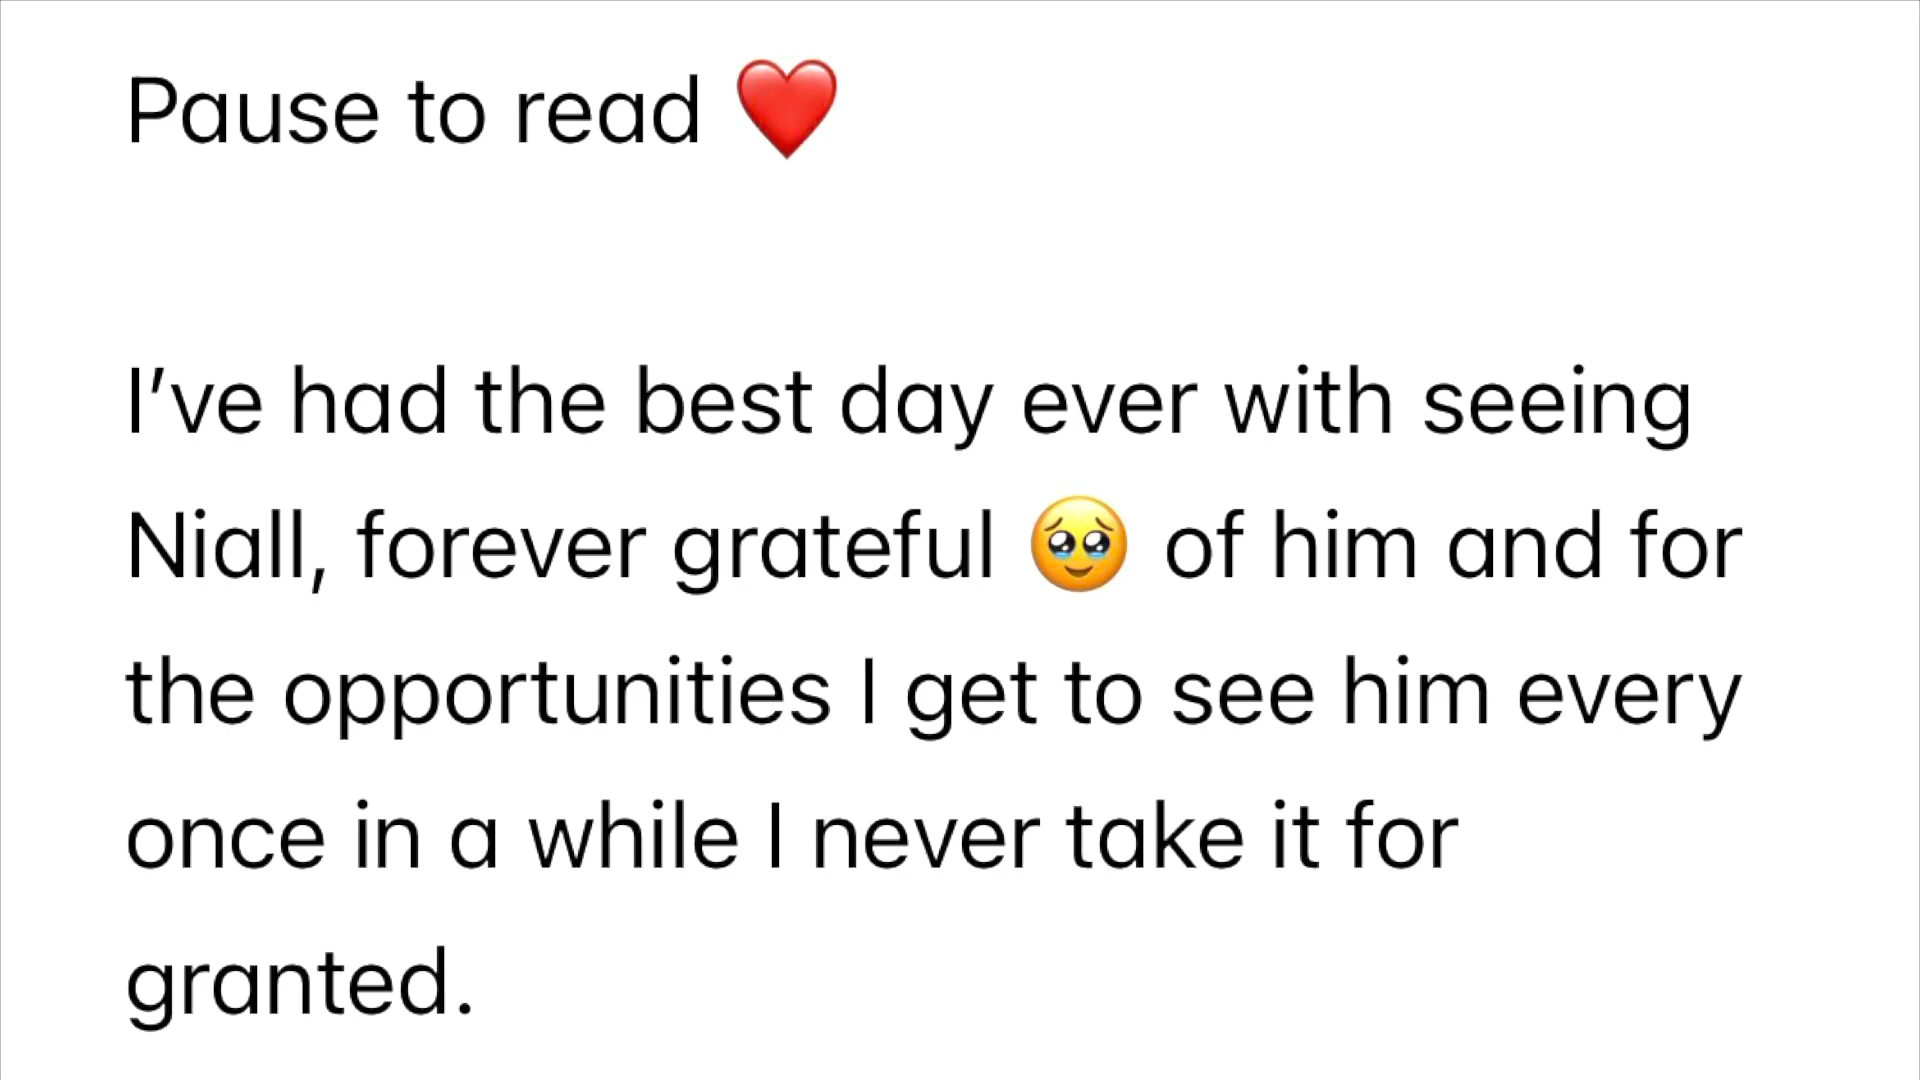 Pause to read ❤️
I’ve had the best day ever with seeing
Niall, forever grateful 🥹 of him and for
the opportunities I get to see him every
once in a while I never take it for
granted.